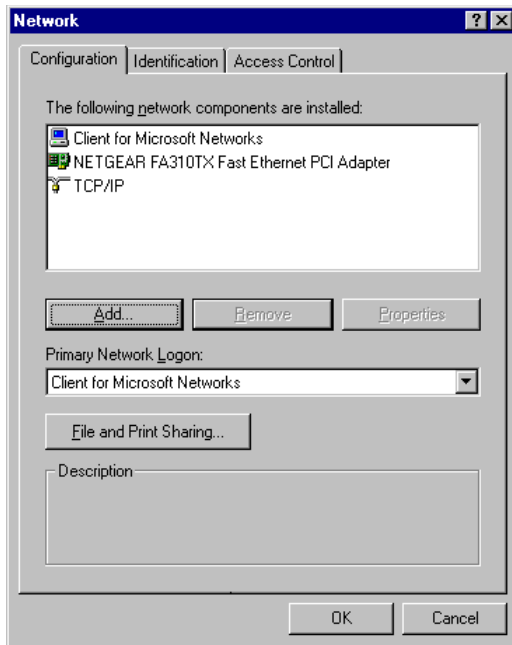 Network
Configuration Identification Access Control
The following network components are installed:
Client for Microsoft Networks
NETGEAR FA310TX Fast Ethernet PCI Adapter
TCP/IP
Add... Remove Properties
Primary Network Logon:
Client for Microsoft Networks
File and Print Sharing...
Description
OK Cancel